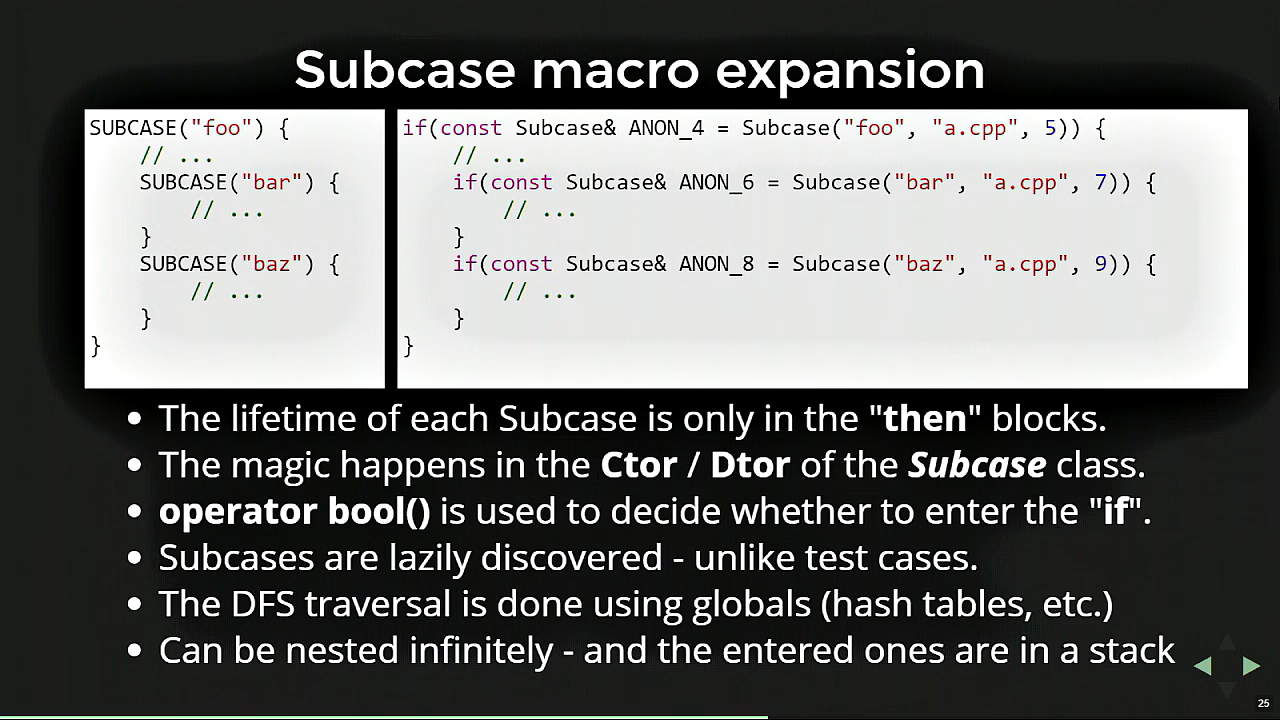 Subcase macro expansion
SUBCASE("foo") {
    // ...
    SUBCASE("bar") {
        // ...
    }
    SUBCASE("baz") {
        // ...
    }
}
if(const Subcase& ANON_4 = Subcase("foo", "a.cpp", 5)) {
    // ...
    if(const Subcase& ANON_6 = Subcase("bar", "a.cpp", 7)) {
        // ...
    }
    if(const Subcase& ANON_8 = Subcase("baz", "a.cpp", 9)) {
        // ...
    }
}
• The lifetime of each Subcase is only in the "then" blocks.
• The magic happens in the Ctor / Dtor of the Subcase class.
• operator bool() is used to decide whether to enter the "if".
• Subcases are lazily discovered - unlike test cases.
• The DFS traversal is done using globals (hash tables, etc.)
• Can be nested infinitely - and the entered ones are in a stack
25